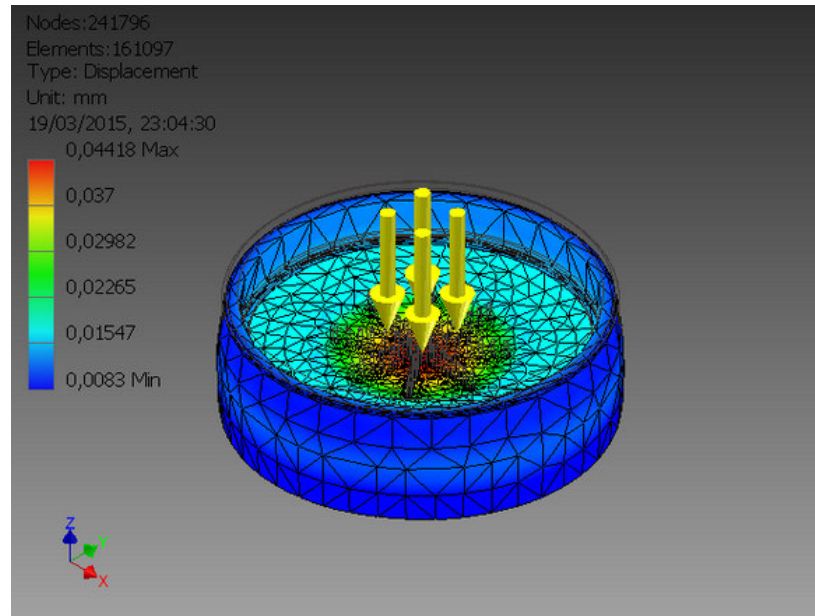 Nodes:241796
Elements:161097
Type: Displacement
Unit: mm
19/03/2015, 23:04:30
0,04418 Max
0,037
0,02982
0,02265
0,01547
0,0083 Min
Z
Y
X